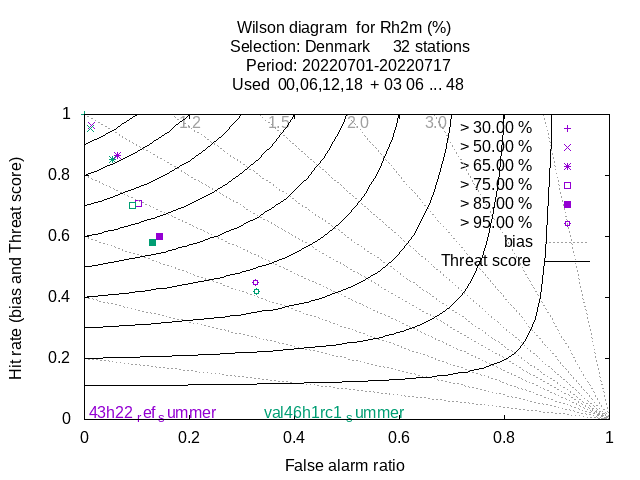 Wilson diagram for Rh2m (%)
Selection: Denmark 32 stations
Period: 20220701-20220717
Used 00,06,12,18 + 03 06 ... 48
1.2 1.5 2.0 3.0
> 30.00 %
> 50.00 %
> 65.00 %
> 75.00 %
> 85.00 %
> 95.00 %
bias
Threat score
1
0.8
0.6
0.4
0.2
0
Hit rate (bias and Threat score)
43h22_ref_summer val46h1rc1_summer
0 0.2 0.4 0.6 0.8 1
False alarm ratio